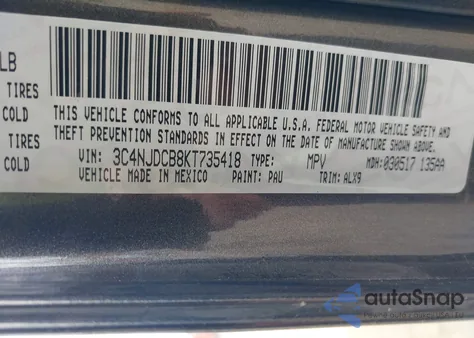 LB
TIRES
COLD
TIRES
COLD
THIS VEHICLE CONFORMS TO ALL APPLICABLE U.S.A. FEDERAL MOTOR VEHICLE SAFETY AND
THEFT PREVENTION STANDARDS IN EFFECT ON THE DATE OF MANUFACTURE SHOWN ABOVE.
VIN: 3C4NJDCB8KT735418 TYPE: MPV MDH: 030517 135AA
VEHICLE MADE IN MEXICO PAINT: PAU TRIM: ALX9
autoSnap
POWERED BY